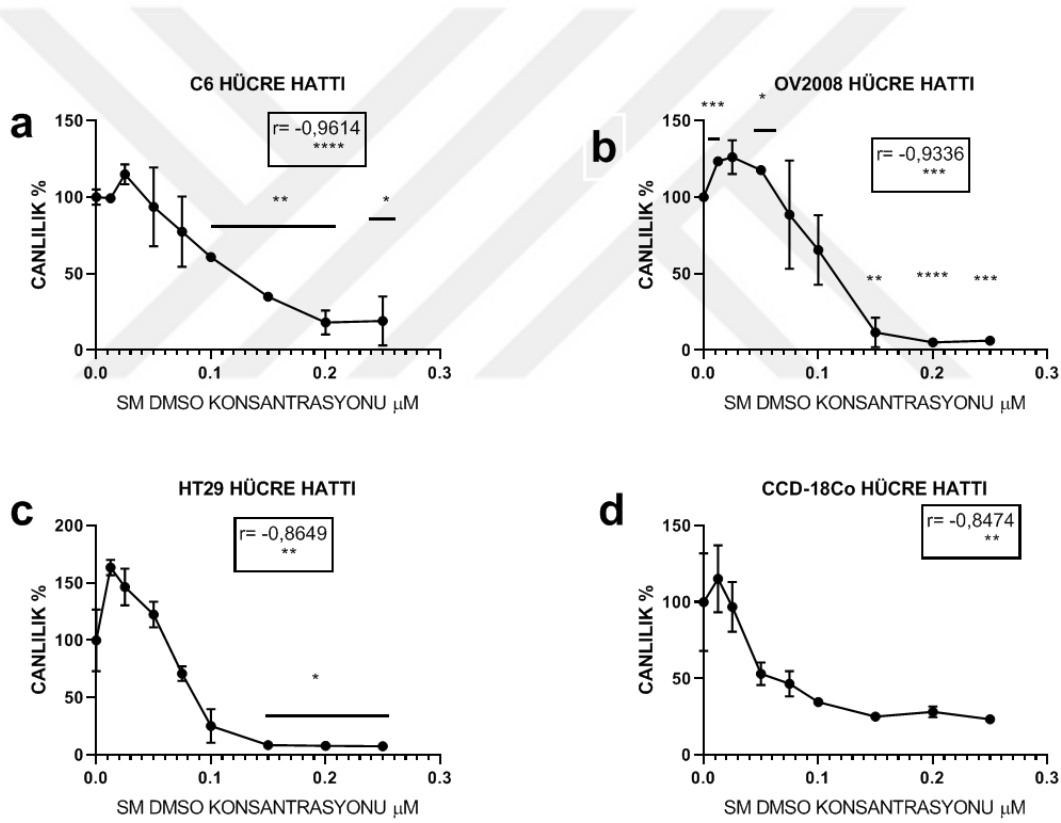 C6 HÜCRE HATTI
a
r= -0,9614
****
**
*
CANLILIK %
150
100
50
0
0.0 0.1 0.2 0.3
SM DMSO KONSANTRASYONU μM
OV2008 HÜCRE HATTI
b
***
*
r= -0,9336
***
** **** ***
CANLILIK %
150
100
50
0
0.0 0.1 0.2 0.3
SM DMSO KONSANTRASYONU μM
HT29 HÜCRE HATTI
c
r= -0,8649
**
*
CANLILIK %
200
150
100
50
0
0.0 0.1 0.2 0.3
SM DMSO KONSANTRASYONU μM
CCD-18Co HÜCRE HATTI
d
r= -0,8474
**
CANLILIK %
150
100
50
0
0.0 0.1 0.2 0.3
SM DMSO KONSANTRASYONU μM